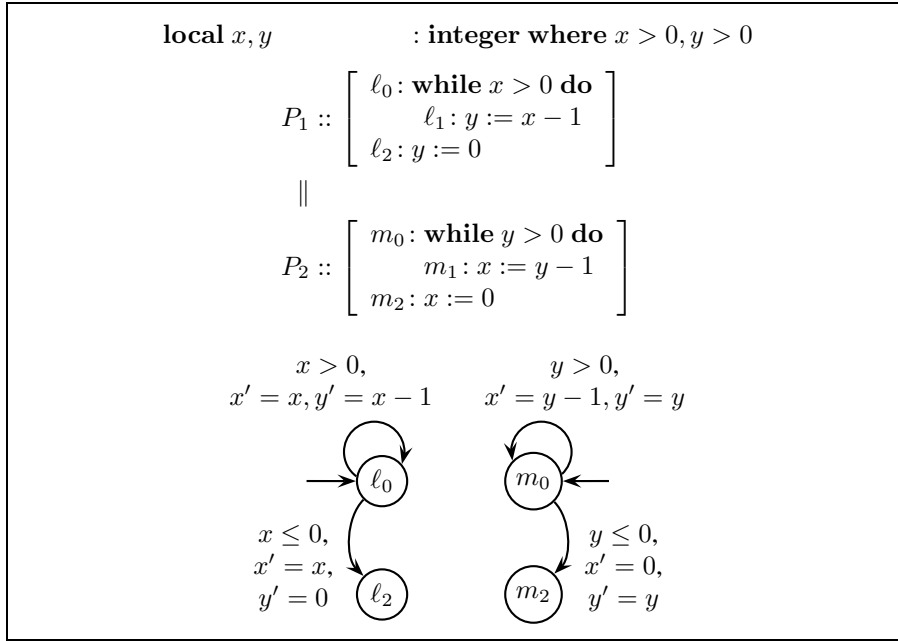 local x, y : integer where x > 0, y > 0
P₁ :: ℓ₀: while x > 0 do
ℓ₁: y := x − 1
ℓ₂: y := 0
∥
P₂ :: m₀: while y > 0 do
m₁: x := y − 1
m₂: x := 0
x > 0,
x′ = x, y′ = x − 1
y > 0,
x′ = y − 1, y′ = y
ℓ₀
m₀
x ≤ 0,
x′ = x,
y′ = 0
ℓ₂
y ≤ 0,
x′ = 0,
y′ = y
m₂